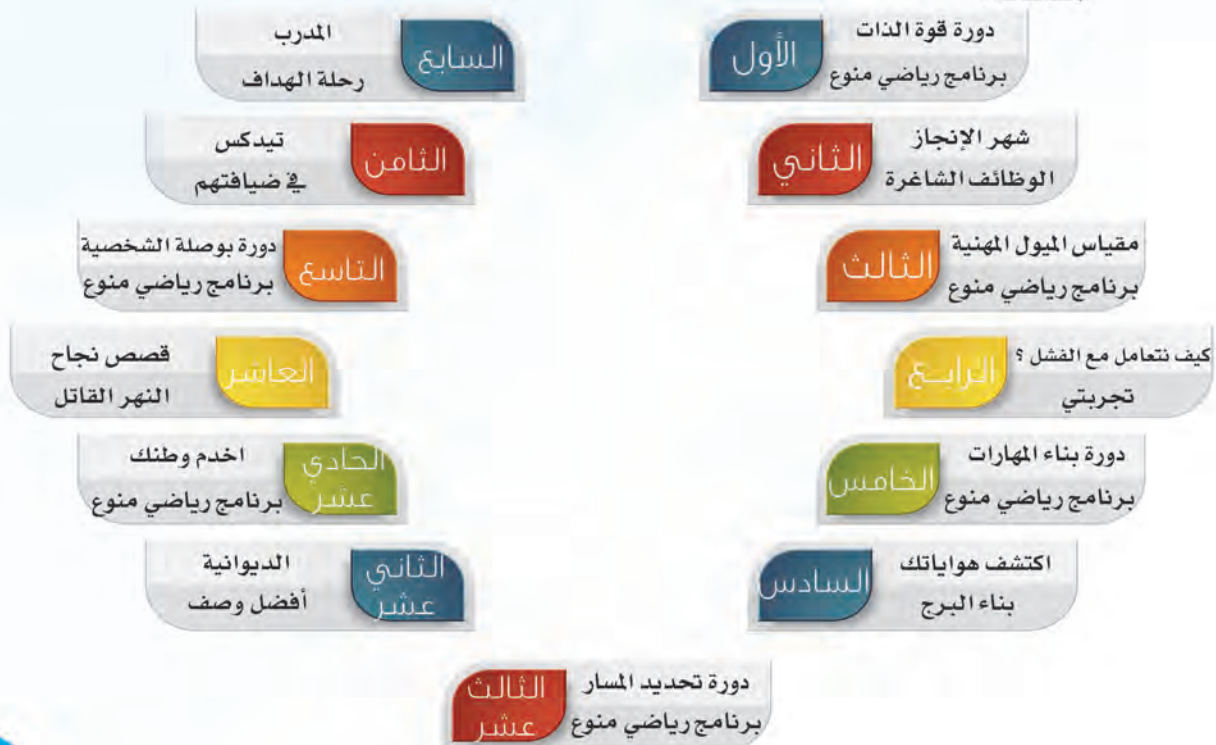 الأول
دورة قوة الذات
برنامج رياضي منوع
الثاني
شهر الإنجاز
الوظائف الشاغرة
الثالث
مقياس الميول المهنية
برنامج رياضي منوع
الرابع
كيف نتعامل مع الفشل ؟
تجربتي
الخامس
دورة بناء المهارات
برنامج رياضي منوع
السادس
اكتشف هواياتك
بناء البرج
السابع
المدرب
رحلة الهداف
الثامن
تيدكس
في ضيافتهم
التاسع
دورة بوصلة الشخصية
برنامج رياضي منوع
العاشر
قصص نجاح
النهر القاتل
الحادي
عشر
اخدم وطنك
برنامج رياضي منوع
الثاني
عشر
الديوانية
أفضل وصف
الثالث
عشر
دورة تحديد المسار
برنامج رياضي منوع